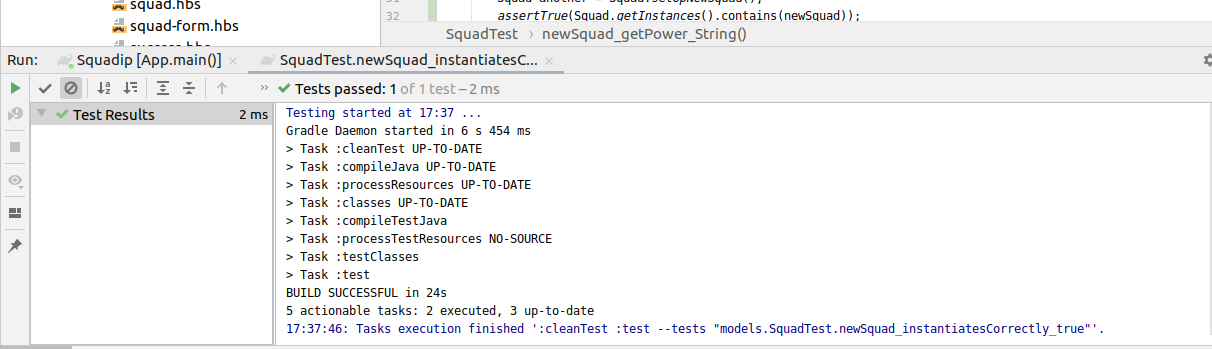 squad.hbs
squad-form.hbs
32 assertTrue(Squad.getInstances().contains(newSquad));
SquadTest › newSquad_getPower_String()
Run: Squadip [App.main()] × SquadTest.newSquad_instantiatesC... ×
» Tests passed: 1 of 1 test – 2 ms
Test Results 2 ms
Testing started at 17:37 ...
Gradle Daemon started in 6 s 454 ms
> Task :cleanTest UP-TO-DATE
> Task :compileJava UP-TO-DATE
> Task :processResources UP-TO-DATE
> Task :classes UP-TO-DATE
> Task :compileTestJava
> Task :processTestResources NO-SOURCE
> Task :testClasses
> Task :test
BUILD SUCCESSFUL in 24s
5 actionable tasks: 2 executed, 3 up-to-date
17:37:46: Tasks execution finished ':cleanTest :test --tests "models.SquadTest.newSquad_instantiatesCorrectly_true"'.